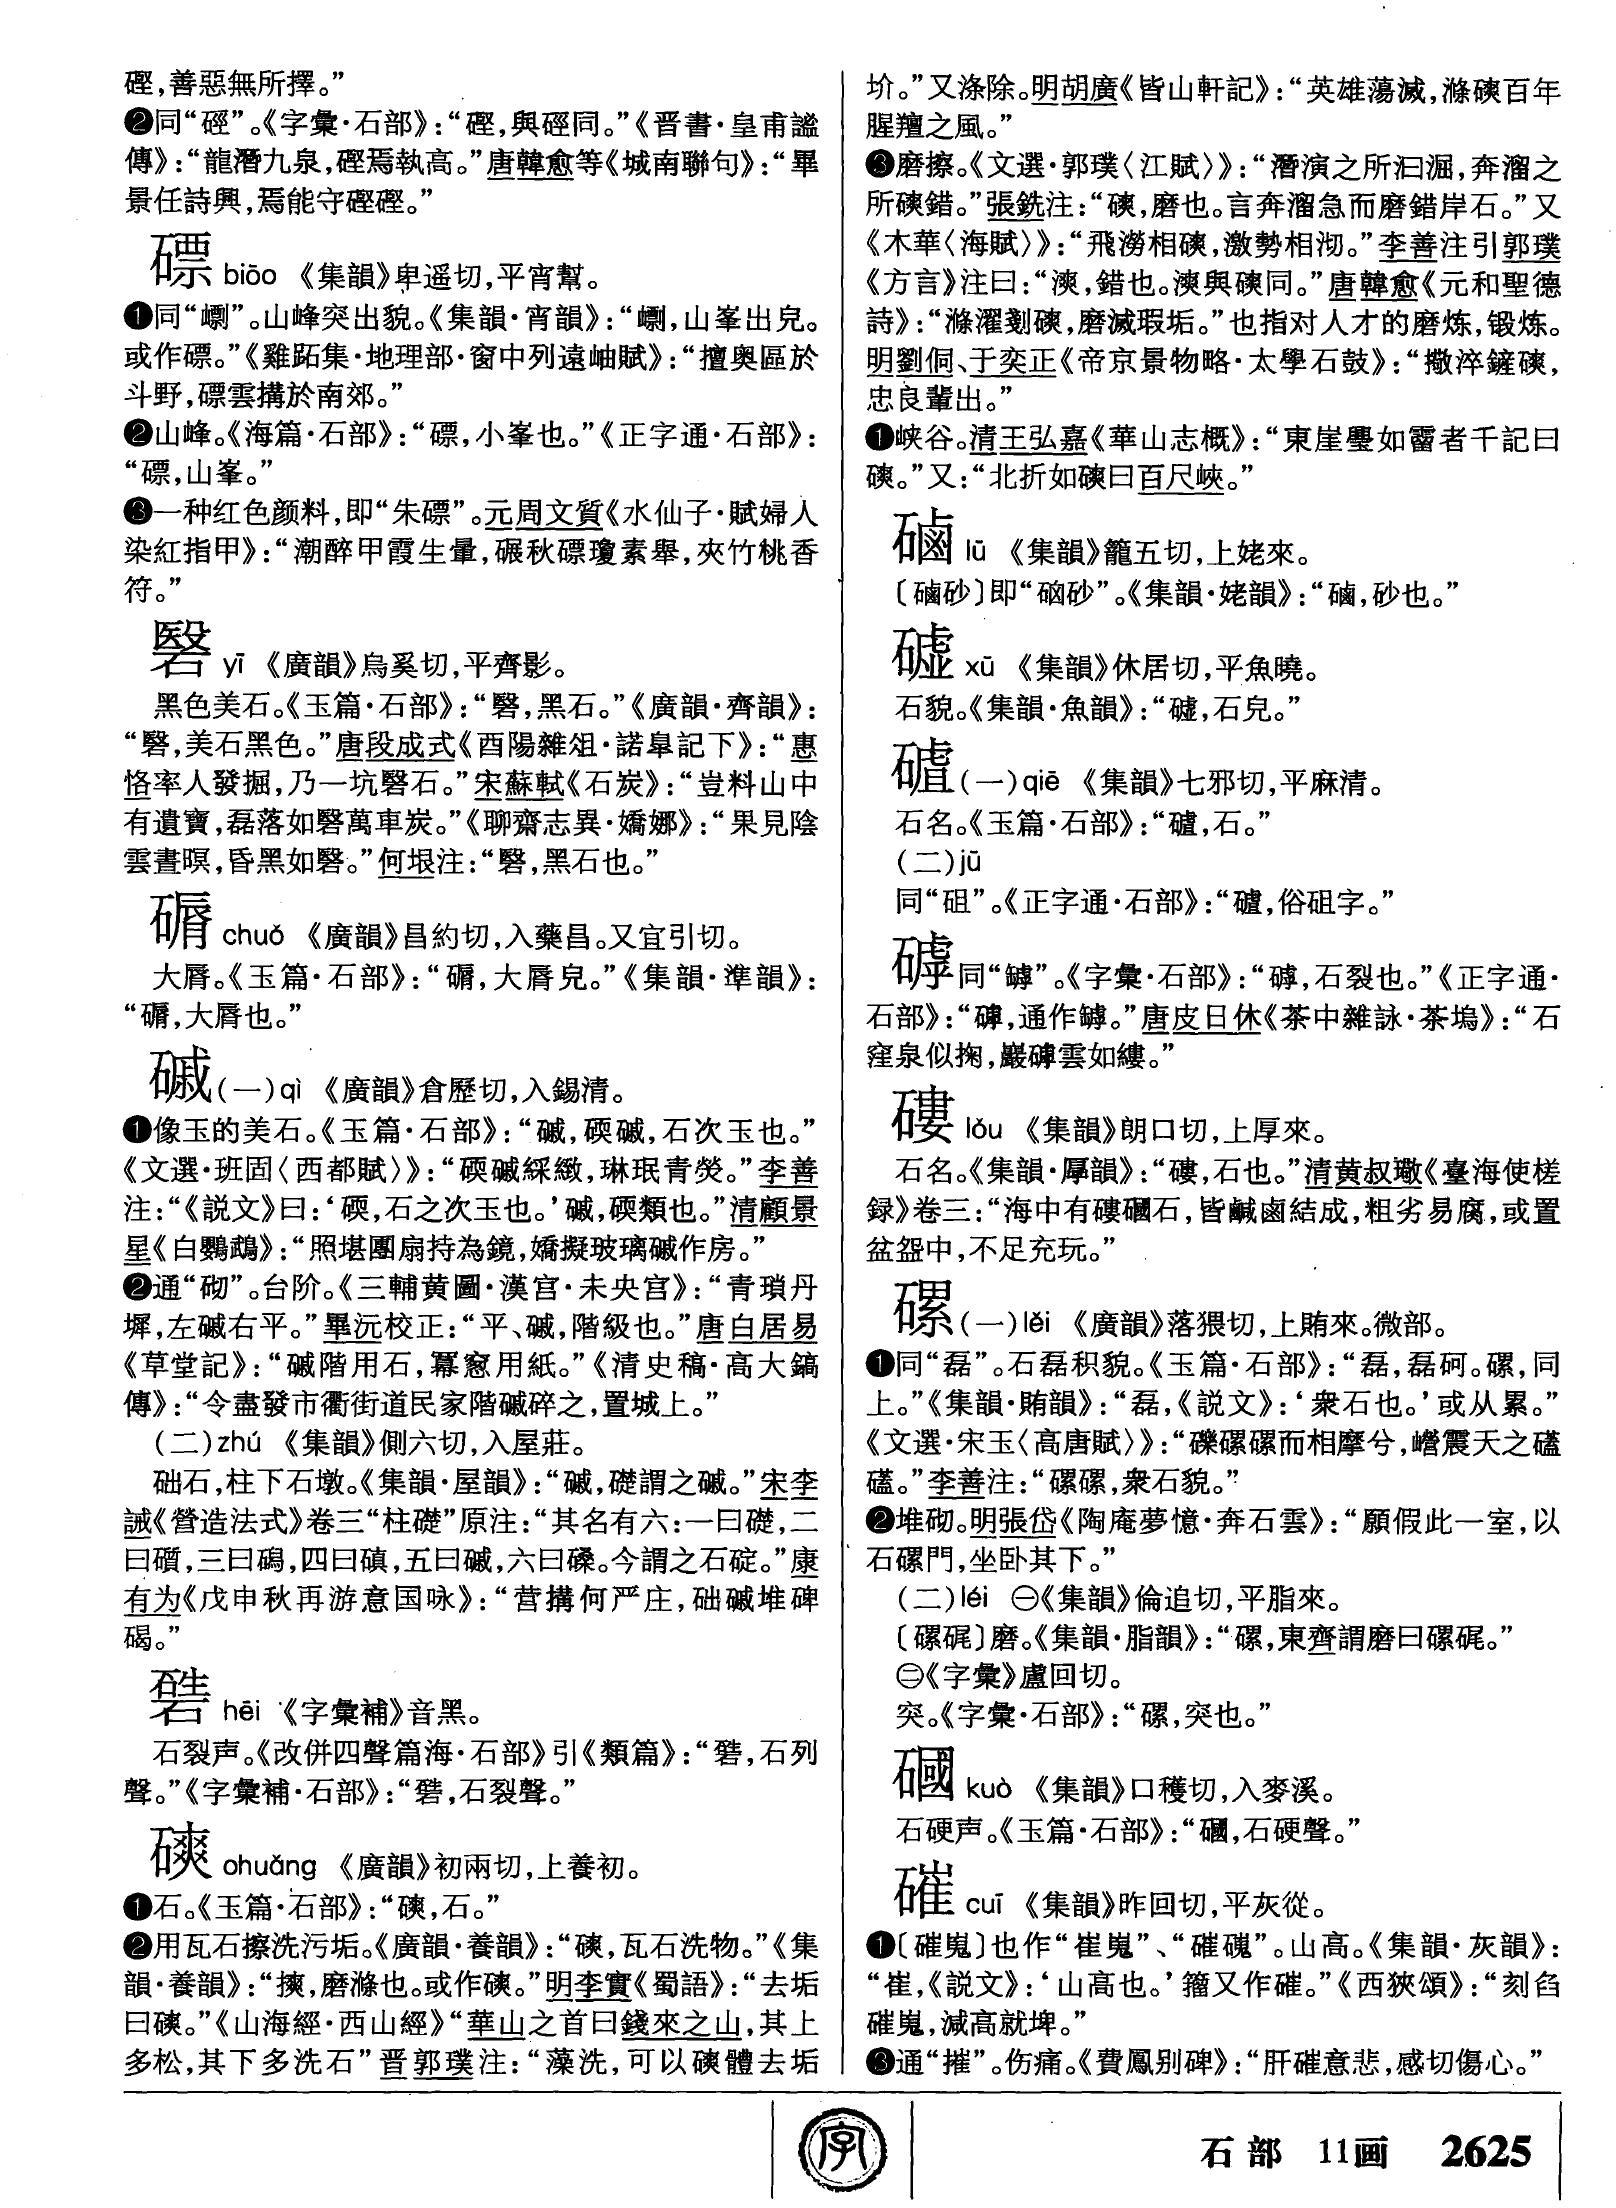 硻，善惡無所擇。”
❷同“硜”。《字彙·石部》：“硻，與硜同。”《晋書·皇甫謐
傳》：“龍潛九泉，硻焉執高。”唐韓愈等《城南聯句》：“畢
景任詩興，焉能守硻硻。”
磦 biāo 《集韻》卑遥切，平宵幫。
❶同“㠒”。山峰突出貌。《集韻·宵韻》：“㠒，山峯出皃。
或作磦。”《雞跖集·地理部·窗中列遠岫賦》：“擅奥區於
斗野，磦雲搆於南郊。”
❷山峰。《海篇·石部》：“磦，小峯也。”《正字通·石部》：
“磦，山峯。”
❸一种红色颜料，即“朱磦”。元周文質《水仙子·賦婦人
染紅指甲》：“潮醉甲霞生暈，碾秋磦瓊素舉，夾竹桃香
符。”
硻 yī 《廣韻》烏奚切，平齊影。
黑色美石。《玉篇·石部》：“磬，黑石。”《廣韻·齊韻》：
“，美石黑色。”唐段成式《酉陽雜俎·諾皋記下》：“惠
恪率人發掘，乃一坑石。”宋蘇軾《石炭》：“豈料山中
有遺寶，磊落如萬車炭。”《聊齋志異·嬌娜》：“果見陰
雲晝暝，昏黑如。”何垠注：“，黑石也。”
chuǒ 《廣韻》昌約切，入藥昌。又宜引切。
大脣。《玉篇·石部》：“，大脣皃。”《集韻·準韻》：
“，大脣也。”
磩(一)qì 《廣韻》倉歷切，入錫清。
❶像玉的美石。《玉篇·石部》：“磩，碝磩，石次玉也。”
《文選·班固〈西都賦〉》：“碝磩綵緻，琳珉青熒。”李善
注：“《説文》曰：‘碝，石之次玉也。’磩，碝類也。”清顧景
星《白鸚鵡》：“照堪團扇持為鏡，嬌擬玻璃磩作房。”
❷通“砌”。台阶。《三輔黄圖·漢宫·未央宫》：“青瑣丹
墀，左磩右平。”畢沅校正：“平、磩，階級也。”唐白居易
《草堂記》：“磩階用石，冪窻用紙。”《清史稿·高大鎬
傳》：“令盡發市衢街道民家階磩碎之，置城上。”
(二)zhú 《集韻》側六切，入屋莊。
础石，柱下石墩。《集韻·屋韻》：“磩，礎謂之磩。”宋李
誡《營造法式》卷三“柱礎”原注：“其名有六：一曰礎，二
曰礩，三曰碣，四曰磌，五曰磩，六曰磉。今謂之石碇。”康
有为《戊申秋再游意国咏》：“营搆何严庄，础磩堆碑
碣。”
hēi 《字彙補》音黑。
石裂声。《改併四聲篇海·石部》引《類篇》：“，石列
聲。”《字彙補·石部》：“，石裂聲。”
磢 ohuǎng 《廣韻》初兩切，上養初。
❶石。《玉篇·石部》：“磢，石。”
❷用瓦石擦洗污垢。《廣韻·養韻》：“磢，瓦石洗物。”《集
韻·養韻》：“摤，磨滌也。或作磢。”明李實《蜀語》：“去垢
曰磢。”《山海經·西山經》“華山之首曰錢來之山，其上
多松，其下多洗石”晋郭璞注：“藻洗，可以磢體去垢
圿。”又涤除。明胡廣《皆山軒記》：“英雄蕩滅，滌磢百年
腥羶之風。”
❸磨擦。《文選·郭璞〈江賦〉》：“潛演之所汩淈，奔溜之
所磢錯。”張銑注：“磢，磨也。言奔溜急而磨錯岸石。”又
《木華〈海賦〉》：“飛澇相磢，激勢相沏。”李善注引郭璞
《方言》注曰：“漺，錯也。漺與磢同。”唐韓愈《元和聖德
詩》：“滌濯剗磢，磨滅瑕垢。”也指对人才的磨炼，锻炼。
明劉侗、于奕正《帝京景物略·太學石鼓》：“撤淬鏟磢，
忠良輩出。”
❶峡谷。清王弘嘉《華山志概》：“東崖璺如霤者千記曰
磢。”又：“北折如磢曰百尺峽。”
磠 lǔ 《集韻》籠五切，上姥來。
〔磠砂〕即“硇砂”。《集韻·姥韻》：“磠，砂也。”
xū 《集韻》休居切，平魚曉。
石貌。《集韻·魚韻》：“，石皃。”
(一)qiē 《集韻》七邪切，平麻清。
石名。《玉篇·石部》：“，石。”
(二)jū
同“砠”。《正字通·石部》：“，俗砠字。”
同“罅”。《字彙·石部》：“，石裂也。”《正字通·
石部》：“，通作罅。”唐皮日休《茶中雜詠·茶塢》：“石
窪泉似掬，巖雲如縷。”
lǒu 《集韻》朗口切，上厚來。
石名。《集韻·厚韻》：“，石也。”清黄叔璥《臺海使槎
録》卷三：“海中有石，皆鹹鹵結成，粗劣易腐，或置
盆盌中，不足充玩。”
磥(一)lěi 《廣韻》落猥切，上賄來。微部。
❶同“磊”。石磊积貌。《玉篇·石部》：“磊，磊砢。磥，同
上。”《集韻·賄韻》：“磊，《説文》：‘衆石也。’或从累。”
《文選·宋玉〈高唐賦〉》：“礫磥磥而相摩兮，巆震天之礚
礚。”李善注：“磥磥，衆石貌。”
❷堆砌。明張岱《陶庵夢憶·奔石雲》：“願假此一室，以
石磥門，坐卧其下。”
(二)léi ㊀《集韻》倫追切，平脂來。
〔磥硊〕磨。《集韻·脂韻》：“磥，東齊謂磨曰磥硊。”
㊁《字彙》盧回切。
突。《字彙·石部》：“磥，突也。”
kuò 《集韻》口穫切，入麥溪。
石硬声。《玉篇·石部》：“，石硬聲。”
磪 cuī 《集韻》昨回切，平灰從。
❶〔磪嵬〕也作“崔嵬”、“磪磈”。山高。《集韻·灰韻》：
“崔，《説文》：‘山高也。’籀又作磪。”《西狹頌》：“刻臽
磪嵬，減高就埤。”
❸通“摧”。伤痛。《費鳳别碑》：“肝磪意悲，感切傷心。”
石部 11画 2625